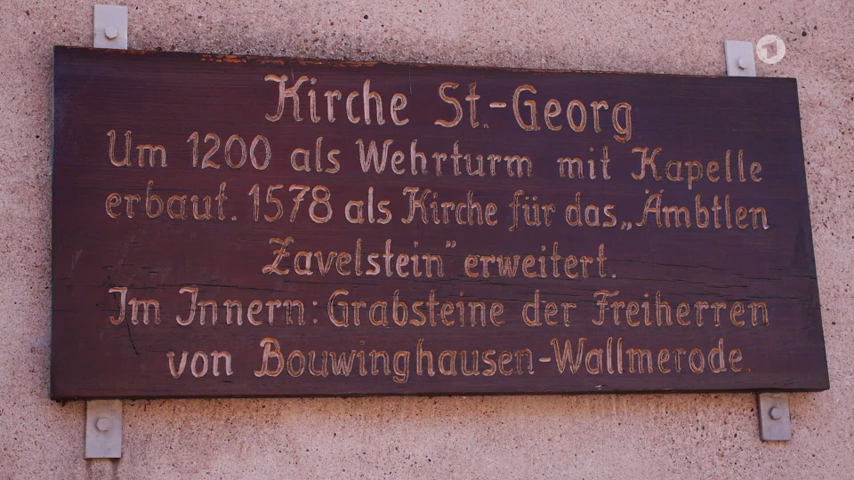 Kirche St.-Georg
Um 1200 als Wehrturm mit Kapelle
erbaut. 1578 als Kirche für das „Ämbtlen
Zavelstein" erweitert.
Im Innern: Grabsteine der Freiherren
von Bouwinghausen-Wallmerode.